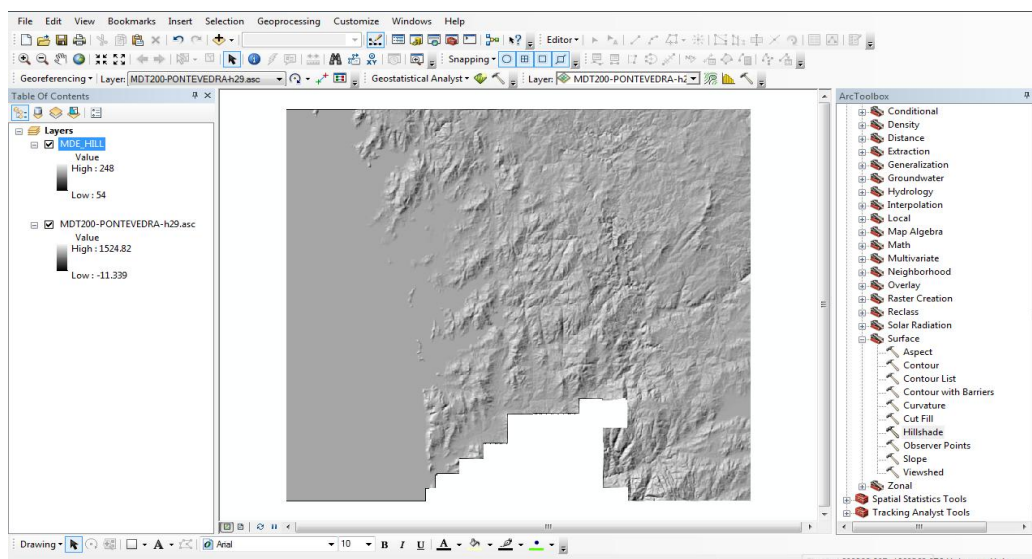 File Edit View Bookmarks Insert Selection Geoprocessing Customize Windows Help
Editor
Snapping
Georeferencing Layer: MDT200-PONTEVEDRA-h29.asc Geostatistical Analyst Layer: MDT200-PONTEVEDRA-h2
Table Of Contents
Layers
MDE_HILL
Value
High : 248
Low : 54
MDT200-PONTEVEDRA-h29.asc
Value
High : 1524.82
Low : -11.339
ArcToolbox
Conditional
Density
Distance
Extraction
Generalization
Groundwater
Hydrology
Interpolation
Local
Map Algebra
Math
Multivariate
Neighborhood
Overlay
Raster Creation
Reclass
Solar Radiation
Surface
Aspect
Contour
Contour List
Contour with Barriers
Curvature
Cut Fill
Hillshade
Observer Points
Slope
Viewshed
Zonal
Spatial Statistics Tools
Tracking Analyst Tools
Drawing A Arial 10 B I U A